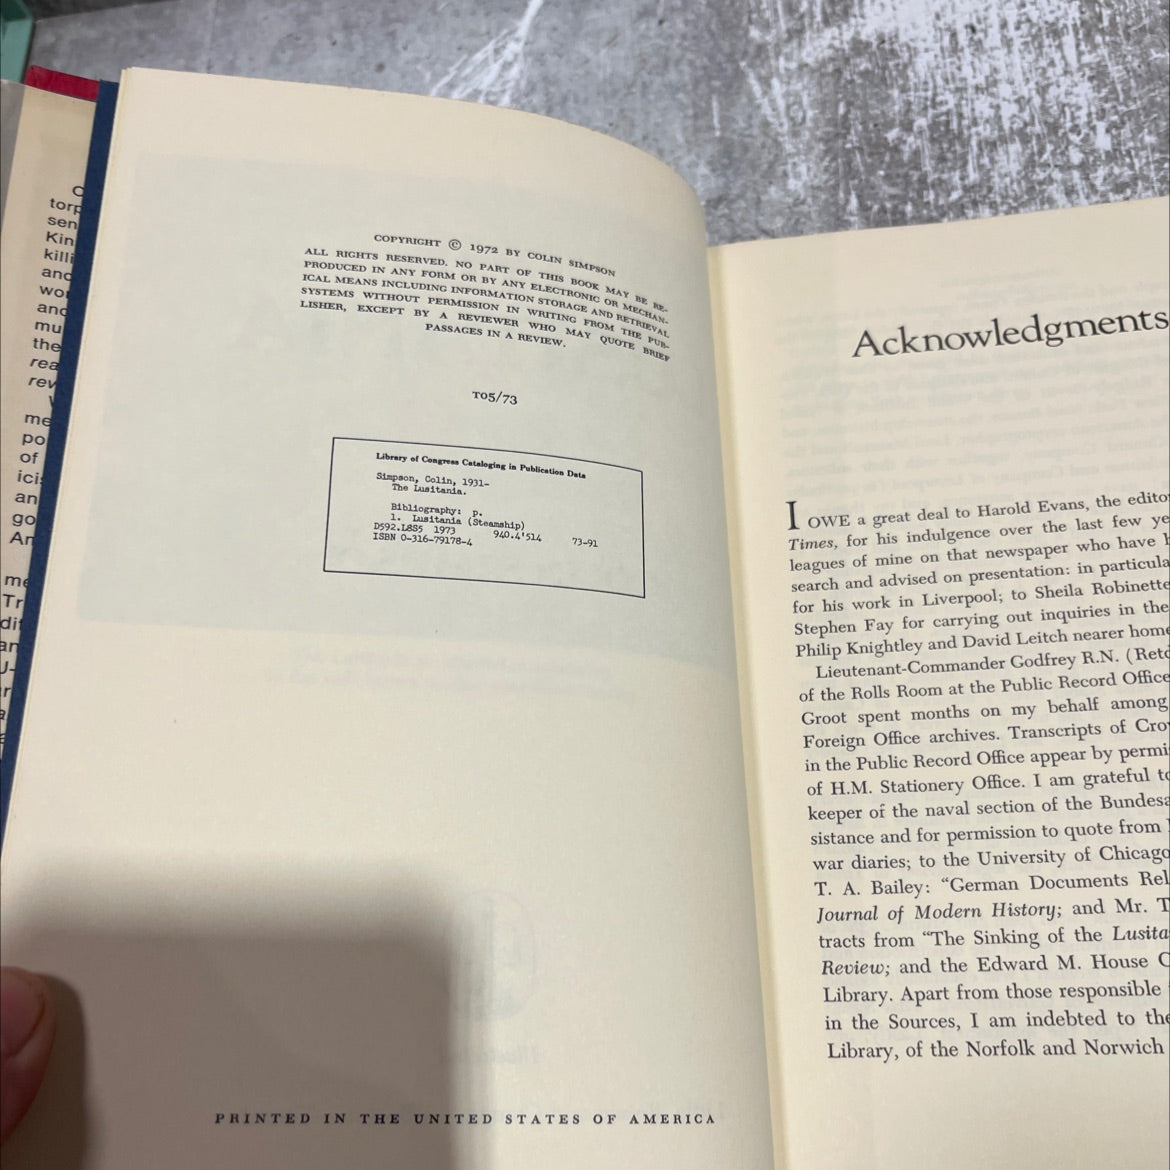 COPYRIGHT © 1972 BY COLIN SIMPSON
ALL RIGHTS RESERVED. NO PART OF THIS BOOK MAY BE RE-
PRODUCED IN ANY FORM OR BY ANY ELECTRONIC OR MECHAN-
ICAL MEANS INCLUDING INFORMATION STORAGE AND RETRIEVAL
SYSTEMS WITHOUT PERMISSION IN WRITING FROM THE PUB-
LISHER, EXCEPT BY A REVIEWER WHO MAY QUOTE BRIEF
PASSAGES IN A REVIEW.
T05/73
Library of Congress Cataloging in Publication Data
Simpson, Colin, 1931-
The Lusitania.
Bibliography: p.
1. Lusitania (Steamship)
D592.L8S5 1973 940.4'514 73-91
ISBN 0-316-79178-4
PRINTED IN THE UNITED STATES OF AMERICA
Acknowledgments
I OWE a great deal to Harold Evans, the edito
Times, for his indulgence over the last few ye
leagues of mine on that newspaper who have h
search and advised on presentation: in particula
for his work in Liverpool; to Sheila Robinette
Stephen Fay for carrying out inquiries in the
Philip Knightley and David Leitch nearer home
Lieutenant-Commander Godfrey R.N. (Retd
of the Rolls Room at the Public Record Office
Groot spent months on my behalf among
Foreign Office archives. Transcripts of Cro
in the Public Record Office appear by permi
of H.M. Stationery Office. I am grateful to
keeper of the naval section of the Bundesa
sistance and for permission to quote from
war diaries; to the University of Chicago
T. A. Bailey: "German Documents Rel
Journal of Modern History; and Mr. T
tracts from "The Sinking of the Lusita
Review; and the Edward M. House C
Library. Apart from those responsible
in the Sources, I am indebted to the
Library, of the Norfolk and Norwich